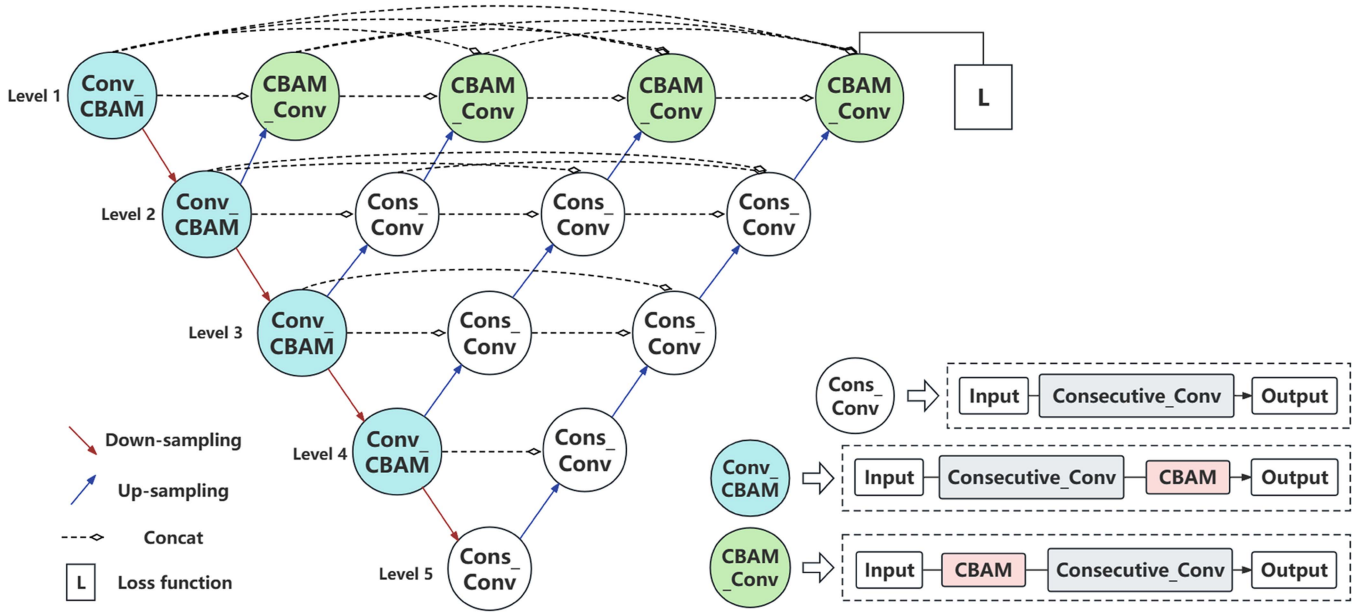 Level 1
Conv_
CBAM
CBAM
_Conv
CBAM
_Conv
CBAM
_Conv
CBAM
_Conv
L
Level 2
Conv_
CBAM
Cons_
Conv
Cons_
Conv
Cons_
Conv
Level 3
Conv_
CBAM
Cons_
Conv
Cons_
Conv
Level 4
Conv_
CBAM
Cons_
Conv
Level 5
Cons_
Conv
Down-sampling
Up-sampling
Concat
L Loss function
Cons_
Conv
Input Consecutive_Conv Output
Conv_
CBAM
Input Consecutive_Conv CBAM Output
CBAM
_Conv
Input CBAM Consecutive_Conv Output